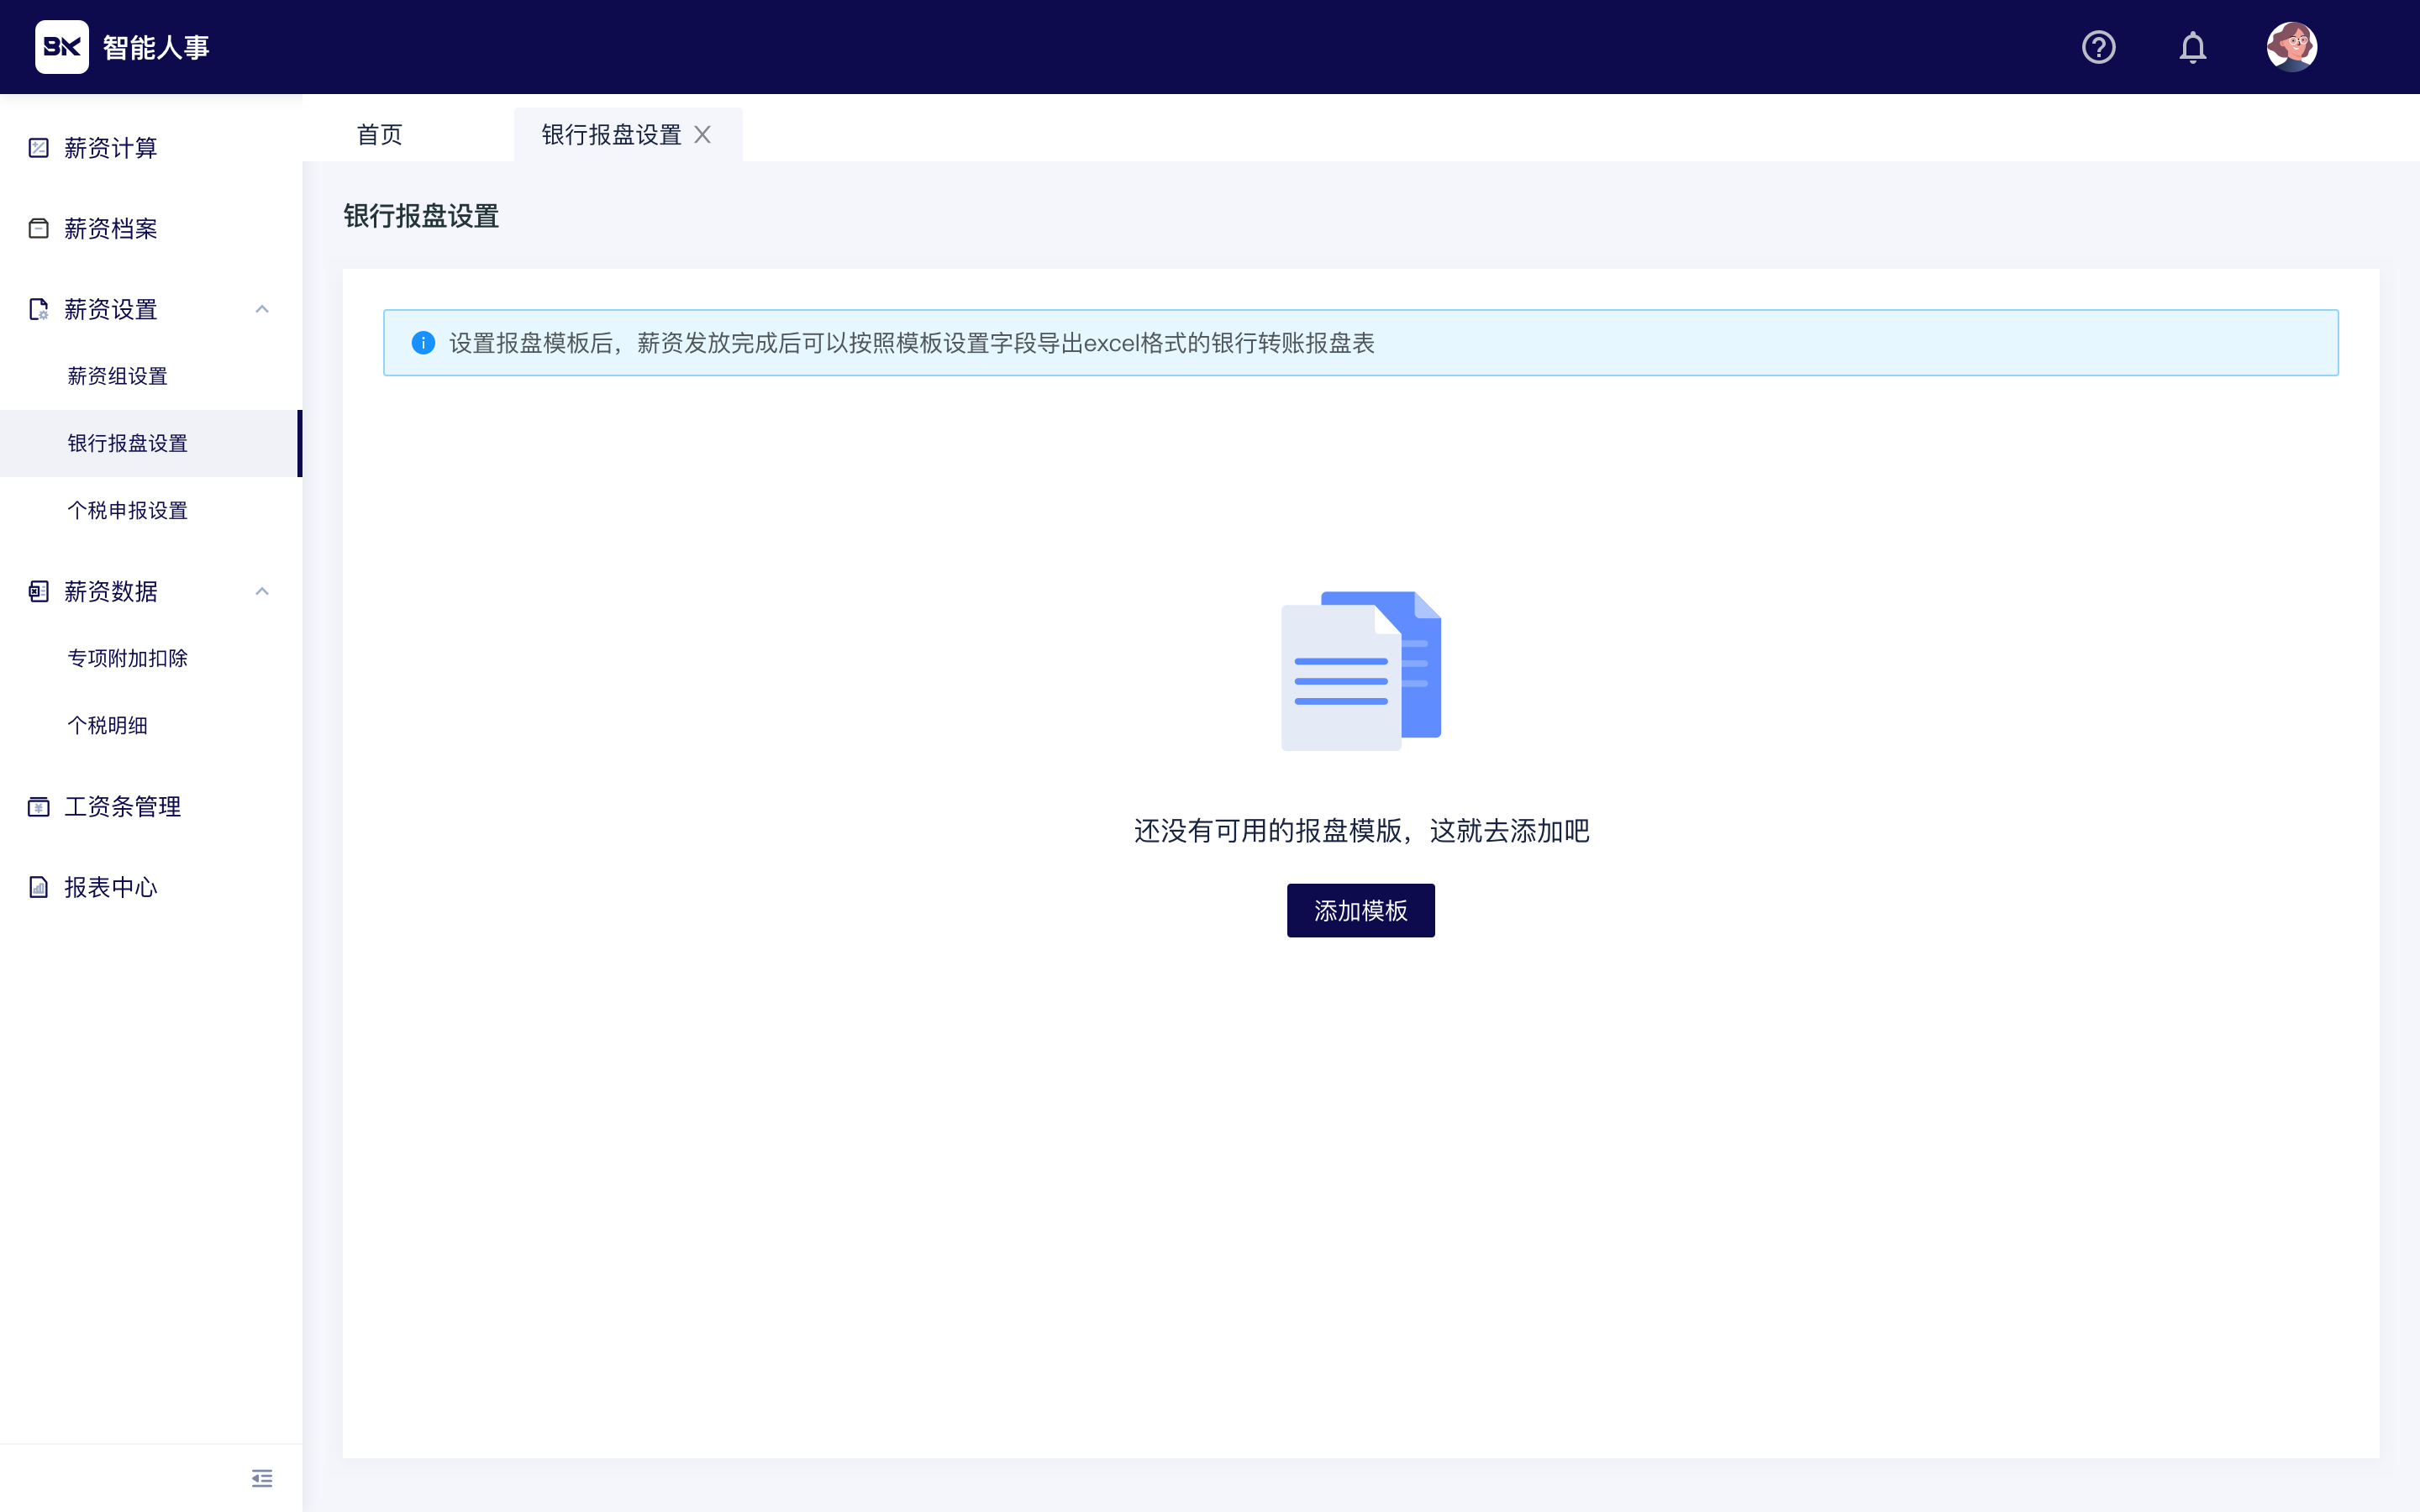 BK 智能人事
首页
银行报盘设置
薪资计算
薪资档案
薪资设置
薪资组设置
银行报盘设置
个税申报设置
薪资数据
专项附加扣除
个税明细
工资条管理
报表中心
银行报盘设置
设置报盘模板后，薪资发放完成后可以按照模板设置字段导出excel格式的银行转账报盘表
还没有可用的报盘模版，这就去添加吧
添加模板